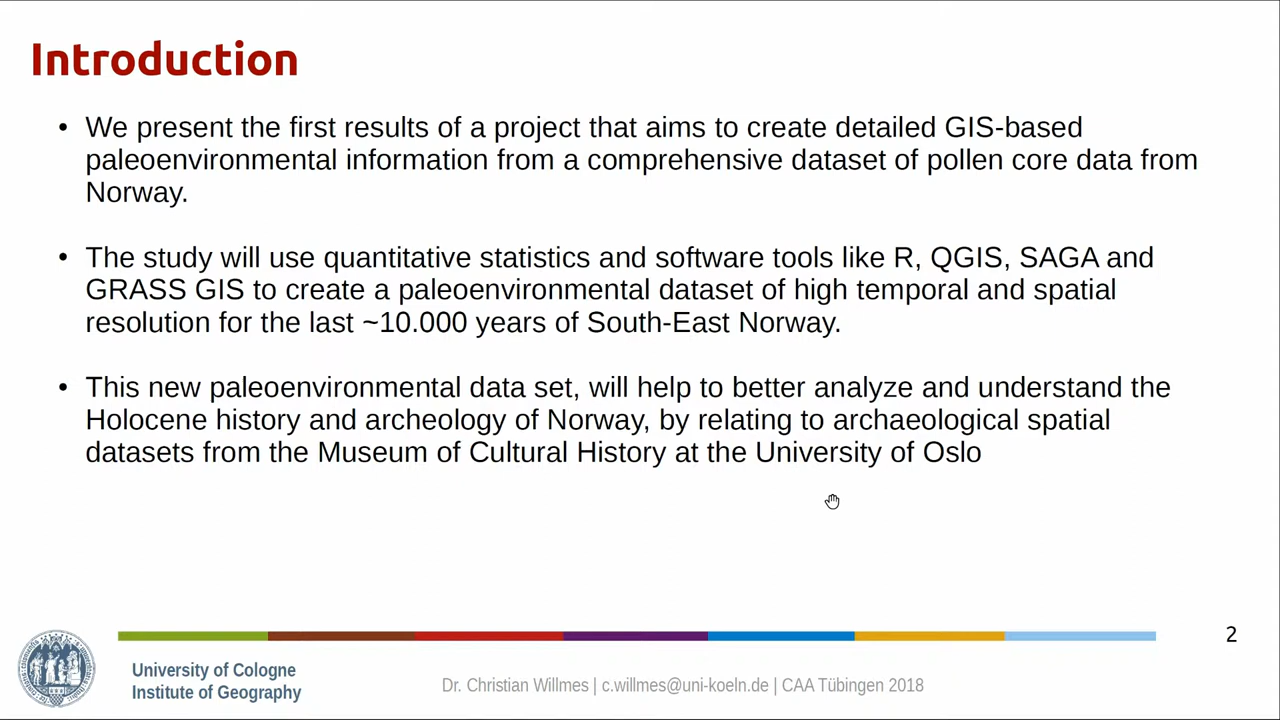 Introduction
• We present the first results of a project that aims to create detailed GIS-based
paleoenvironmental information from a comprehensive dataset of pollen core data from
Norway.
• The study will use quantitative statistics and software tools like R, QGIS, SAGA and
GRASS GIS to create a paleoenvironmental dataset of high temporal and spatial
resolution for the last ~10.000 years of South-East Norway.
• This new paleoenvironmental data set, will help to better analyze and understand the
Holocene history and archeology of Norway, by relating to archaeological spatial
datasets from the Museum of Cultural History at the University of Oslo
2
University of Cologne
Institute of Geography
Dr. Christian Willmes | c.willmes@uni-koeln.de | CAA Tübingen 2018